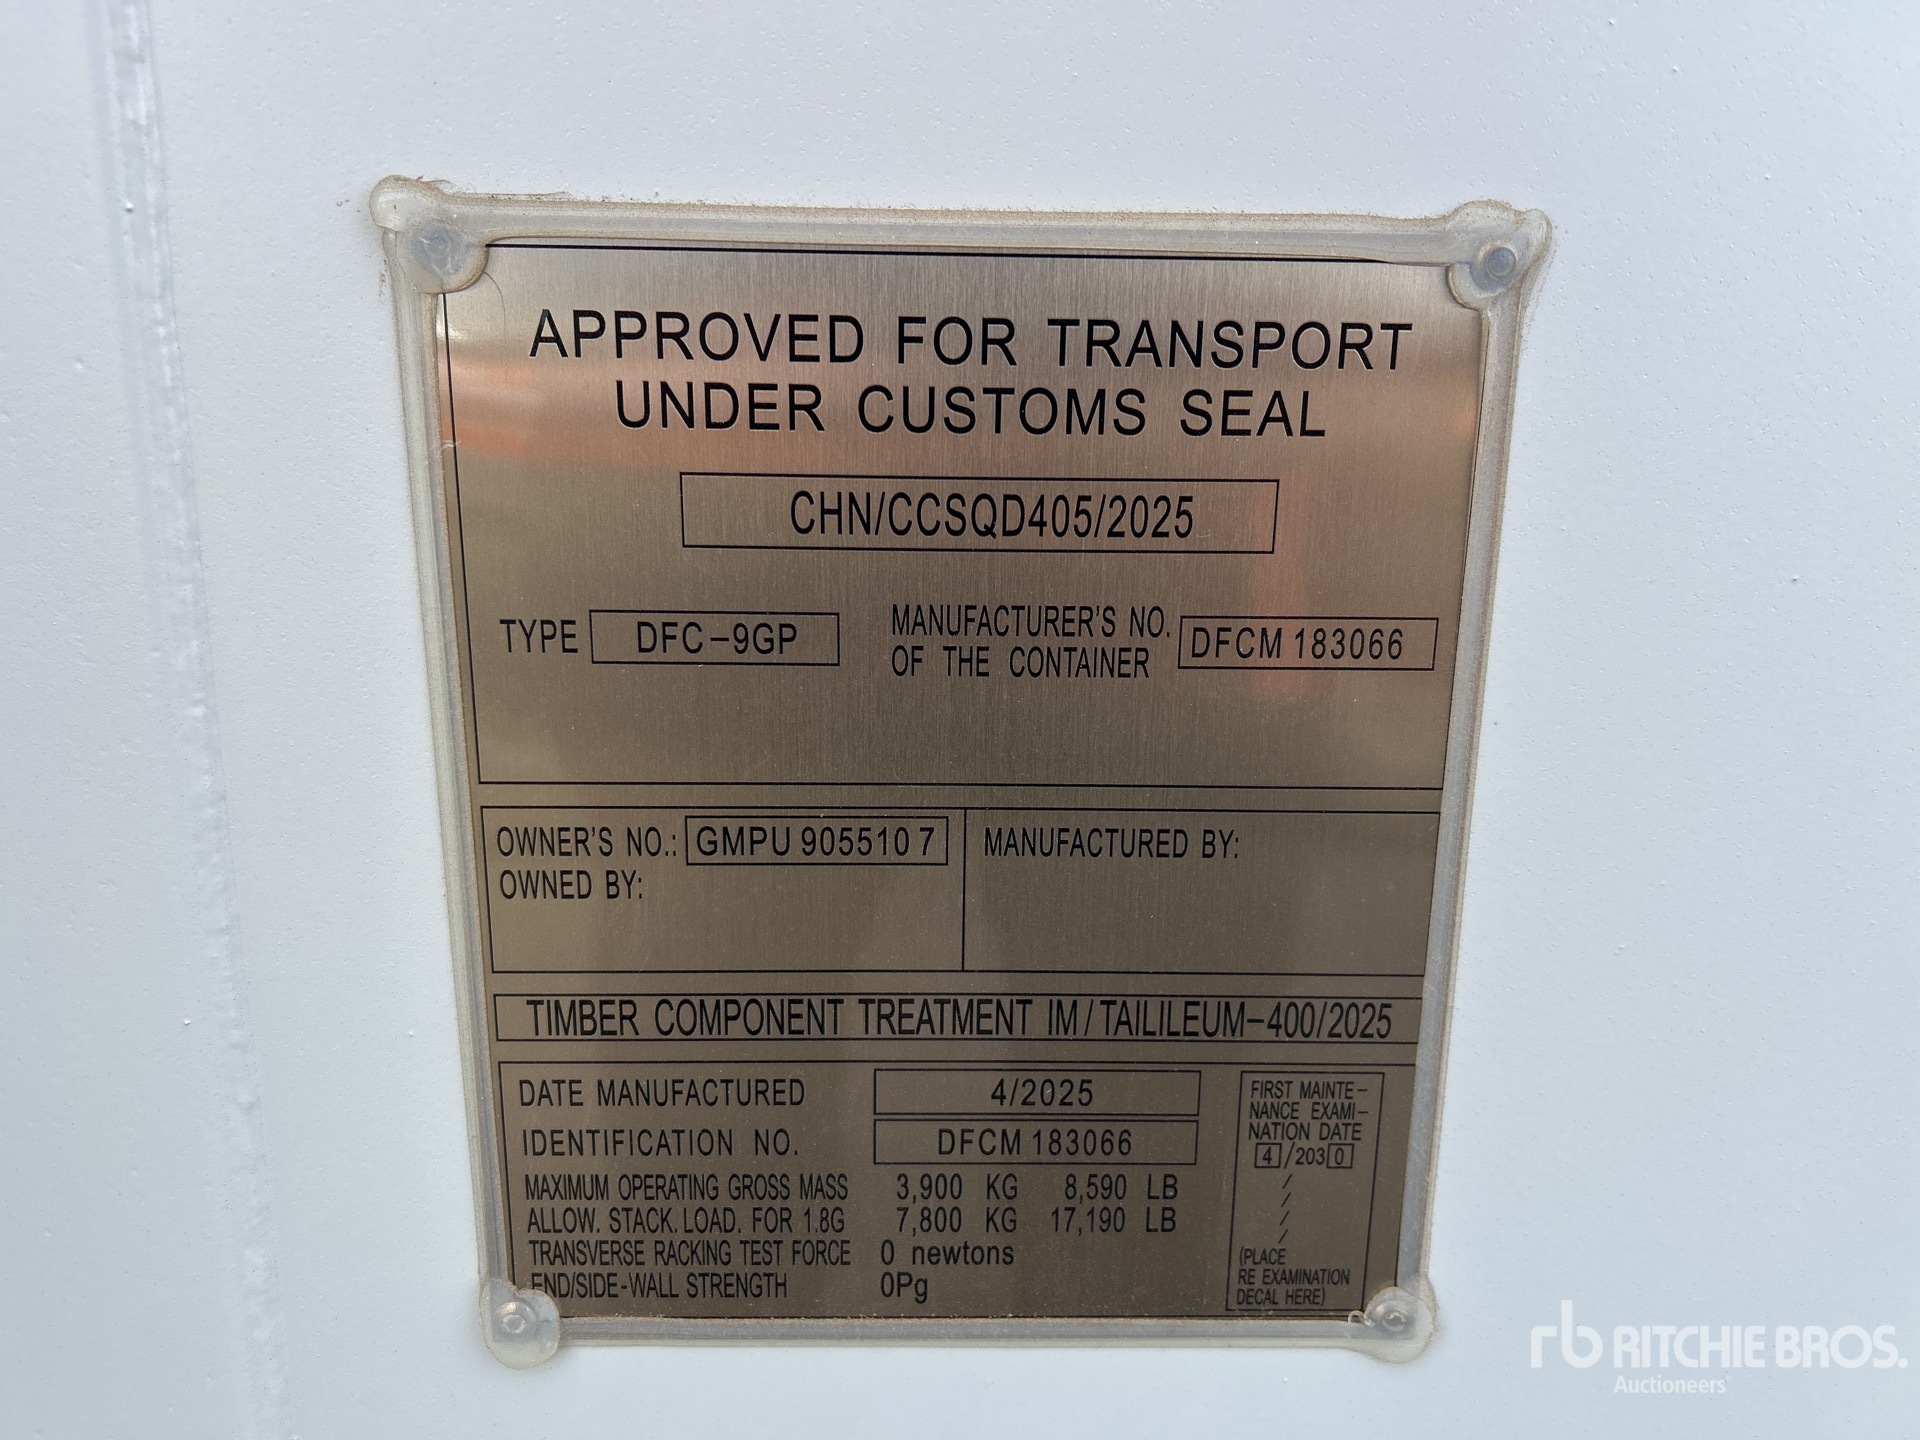 APPROVED FOR TRANSPORT
UNDER CUSTOMS SEAL
CHN/CCSQD405/2025
TYPE DFC-9GP
MANUFACTURER'S NO. OF THE CONTAINER DFCM 183066
OWNER'S NO.: GMPU 905510 7
OWNED BY:
MANUFACTURED BY:
TIMBER COMPONENT TREATMENT IM/TAILILEUM-400/2025
DATE MANUFACTURED 4/2025
IDENTIFICATION NO. DFCM 183066
MAXIMUM OPERATING GROSS MASS 3,900 KG 8,590 LB
ALLOW. STACK. LOAD. FOR 1.8G 7,800 KG 17,190 LB
TRANSVERSE RACKING TEST FORCE 0 newtons
END/SIDE-WALL STRENGTH 0Pg
FIRST MAINTE-
NANCE EXAMI-
NATION DATE
4/2030
/
/
/
/
(PLACE
RE EXAMINATION
DECAL HERE)
rb RITCHIE BROS.
Auctioneers